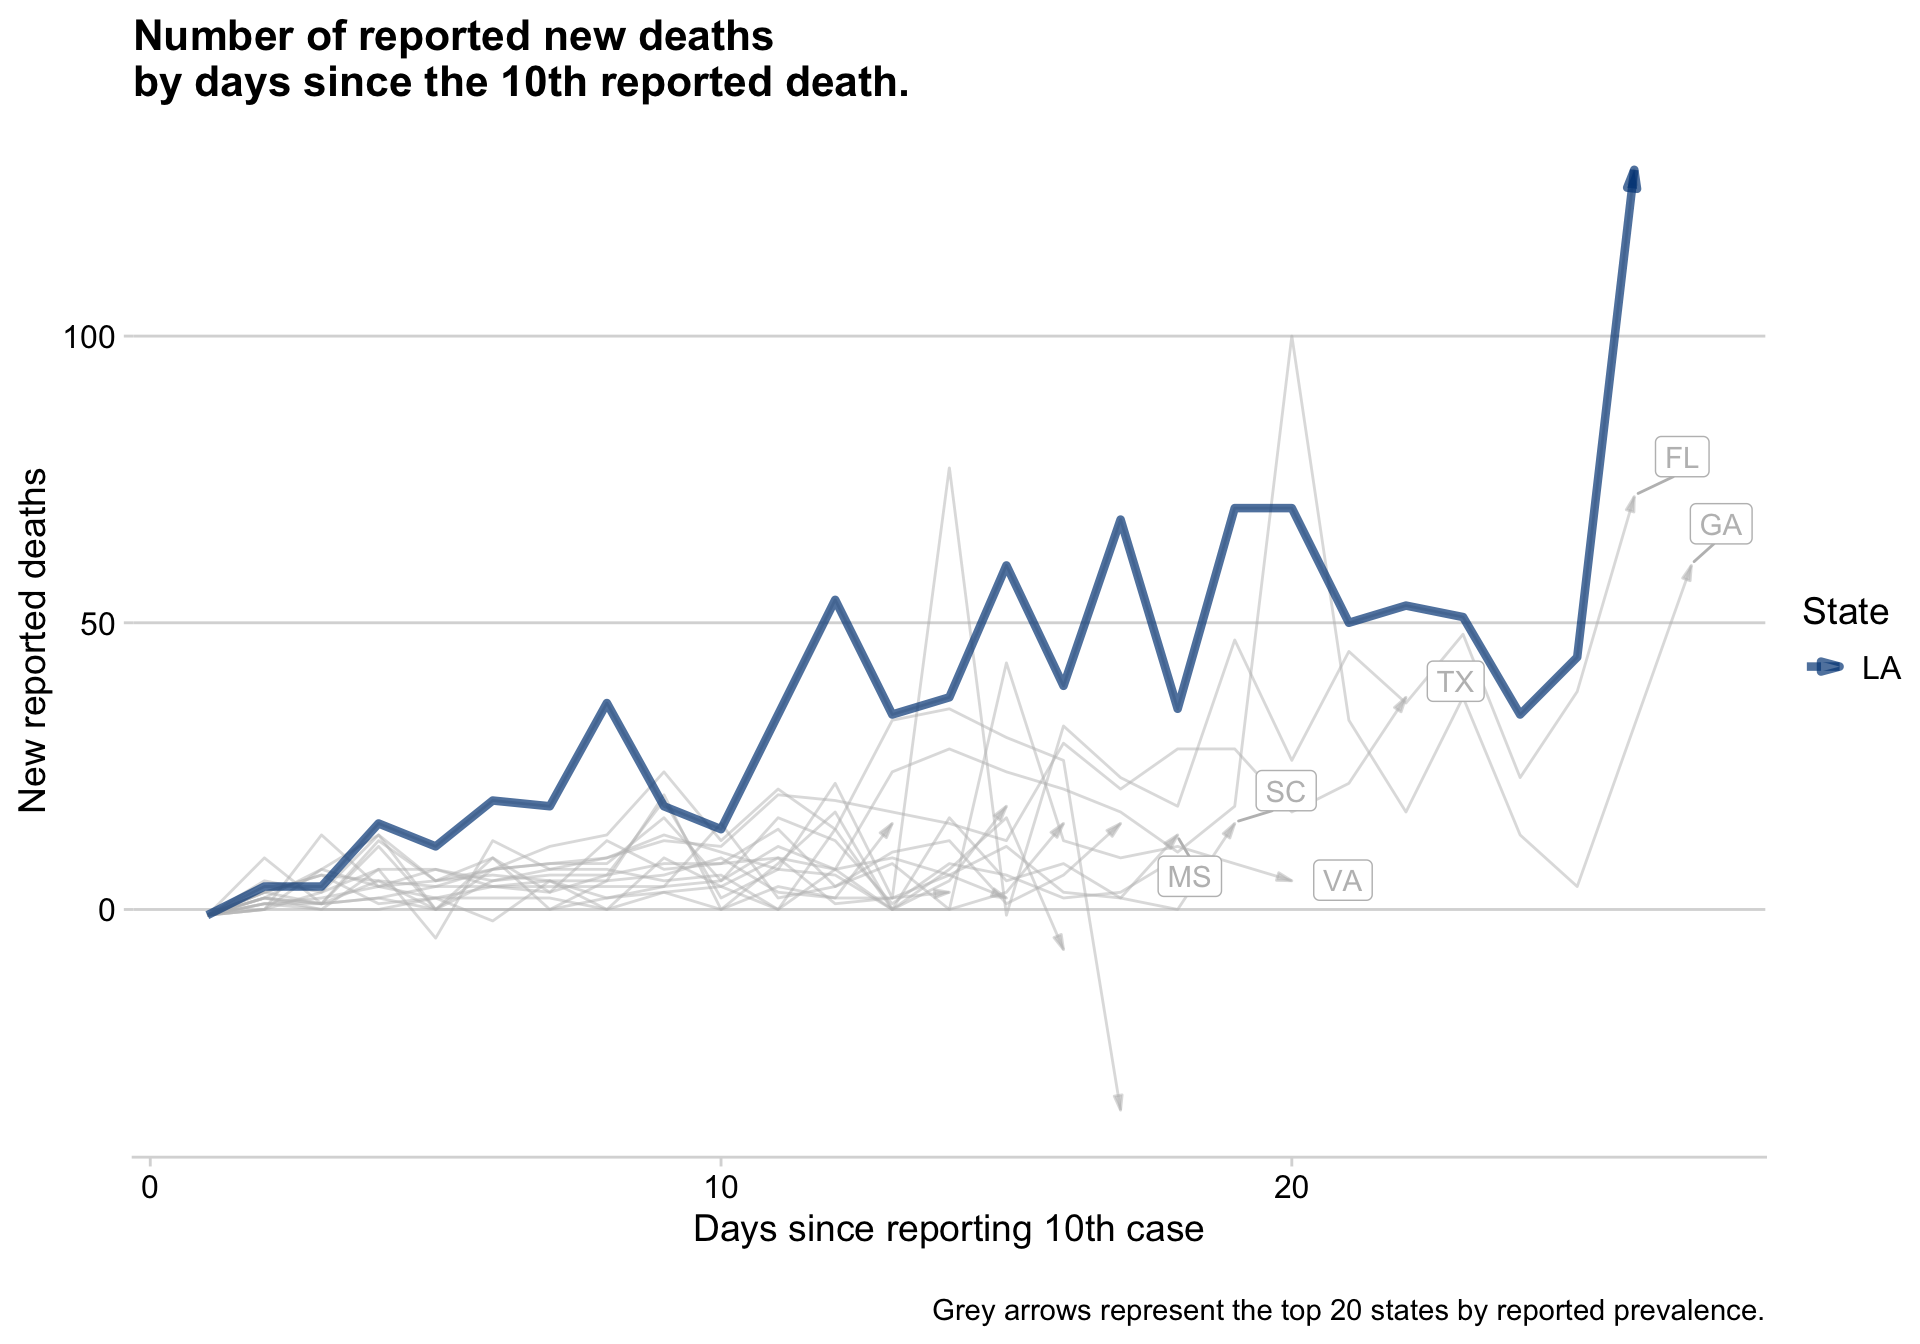 Number of reported new deaths
by days since the 10th reported death.
New reported deaths
100
50
0
FL
GA
TX
SC
MS
VA
State
LA
0
10
20
Days since reporting 10th case
Grey arrows represent the top 20 states by reported prevalence.